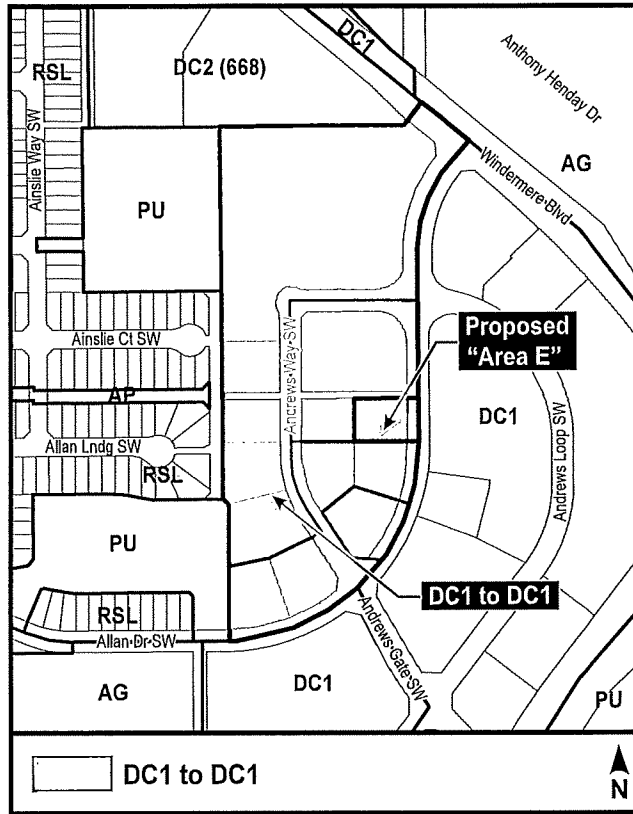 DC1
Anthony Henday Dr
RSL
DC2 (668)
AG
Windermere Blvd
Ainslie Way SW
PU
Ainslie Ct SW
Andrews Way SW
Proposed
"Area E"
AP
DC1
Andrews Loop SW
Allan Lndg SW
RSL
PU
DC1 to DC1
RSL
Allan Dr SW
Andrews Gate SW
AG
DC1
PU
DC1 to DC1
N